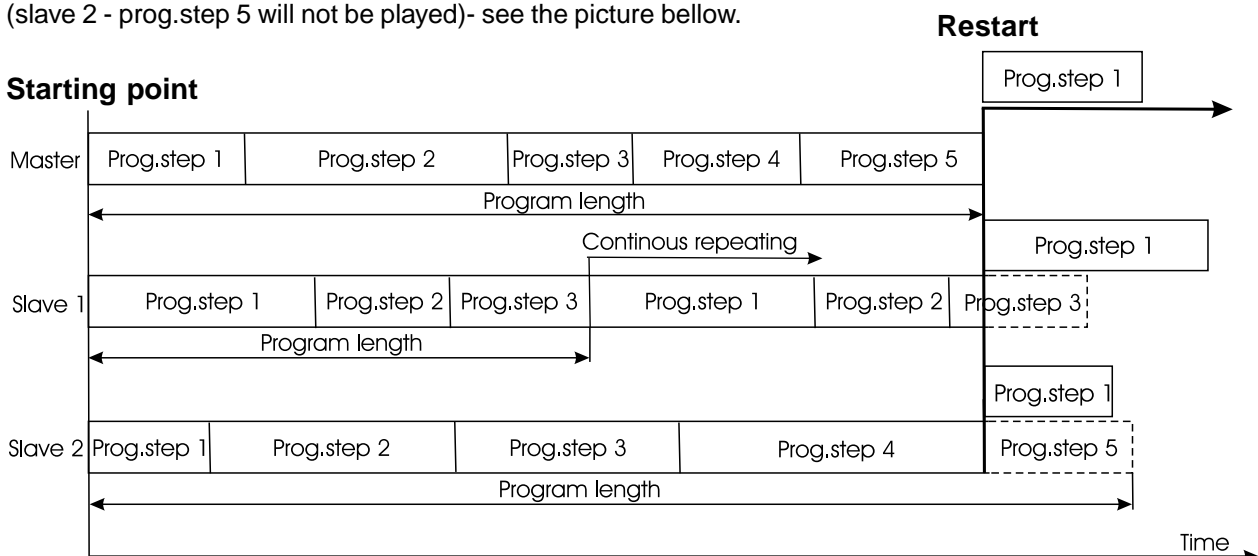 (slave 2 - prog.step 5 will not be played)- see the picture bellow.
Restart
Prog.step 1
Starting point
Master Prog.step 1 Prog.step 2 Prog.step 3 Prog.step 4 Prog.step 5
Program length
Continous repeating
Prog.step 1
Slave 1 Prog.step 1 Prog.step 2 Prog.step 3 Prog.step 1 Prog.step 2 Prog.step 3
Program length
Prog.step 1
Slave 2 Prog.step 1 Prog.step 2 Prog.step 3 Prog.step 4 Prog.step 5
Program length
Time